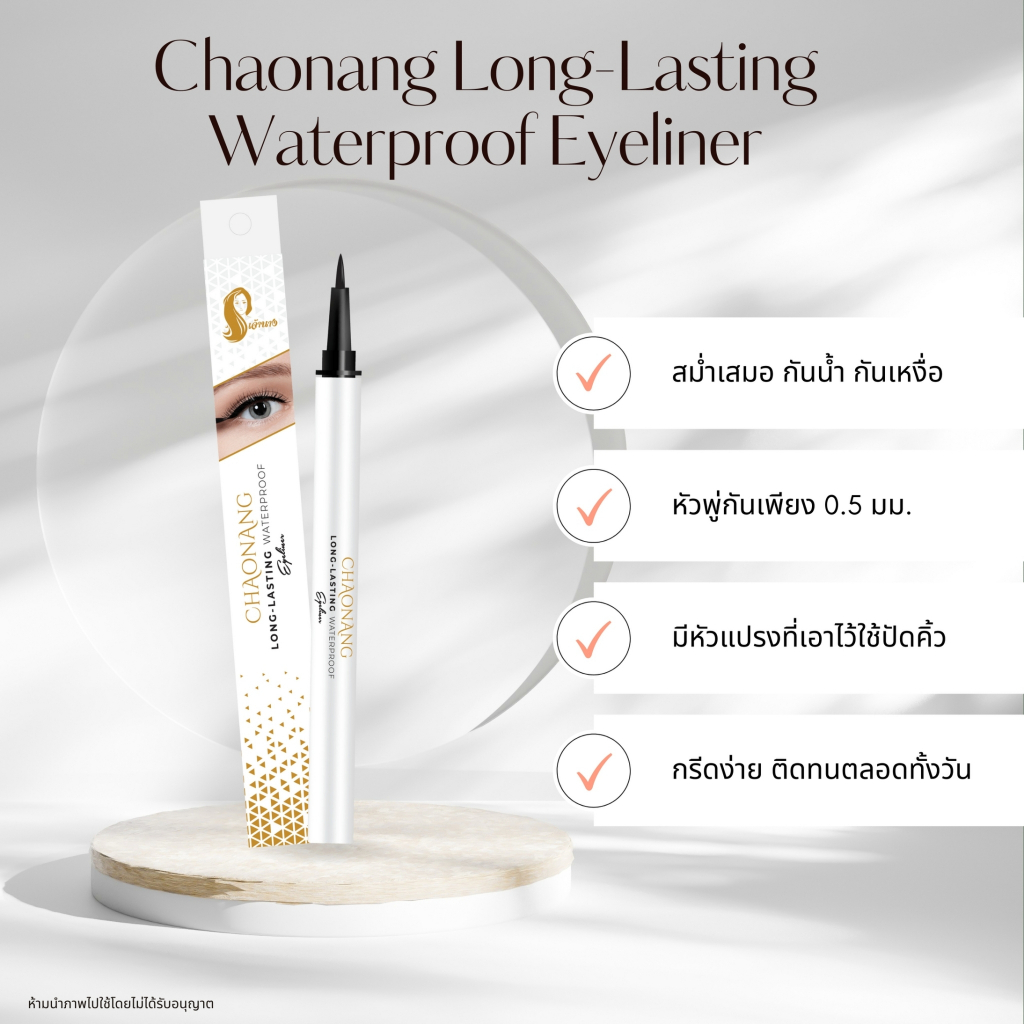 Chaonang Long-Lasting
Waterproof Eyeliner
เจ้านาง
CHAONANG
LONG-LASTING WATERPROOF
Eyeliner
CHAONANG
LONG-LASTING WATERPROOF
Eyeliner
สม่ำเสมอ กันน้ำ กันเหงื่อ
หัวพู่กันเพียง 0.5 มม.
มีหัวแปรงที่เอาไว้ใช้ปัดคิ้ว
กรีดง่าย ติดทนตลอดทั้งวัน
ห้ามนำภาพไปใช้โดยไม่ได้รับอนุญาต